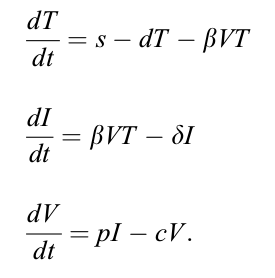 dT/dt = s − dT − βVT
dI/dt = βVT − δI
dV/dt = pI − cV.